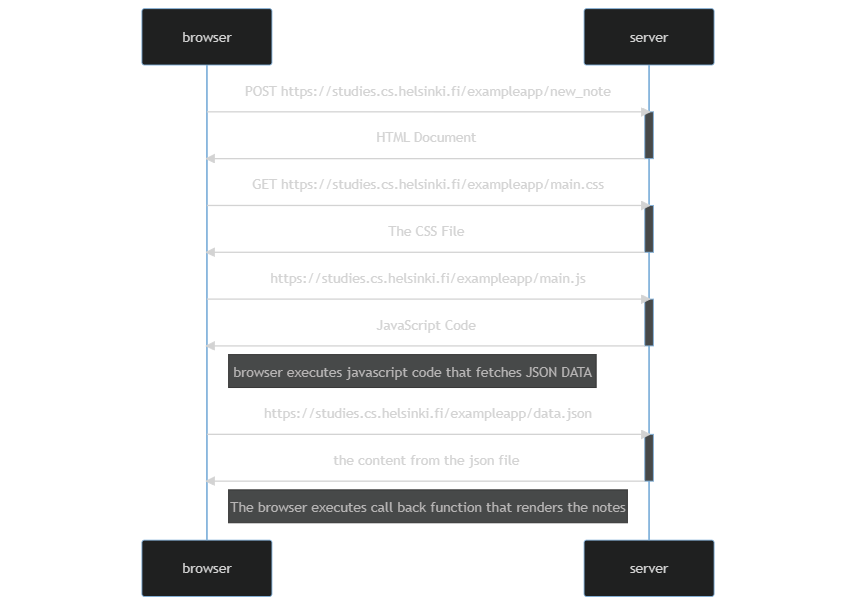 browser
server
POST https://studies.cs.helsinki.fi/exampleapp/new_note
HTML Document
GET https://studies.cs.helsinki.fi/exampleapp/main.css
The CSS File
https://studies.cs.helsinki.fi/exampleapp/main.js
JavaScript Code
browser executes javascript code that fetches JSON DATA
https://studies.cs.helsinki.fi/exampleapp/data.json
the content from the json file
The browser executes call back function that renders the notes
browser
server